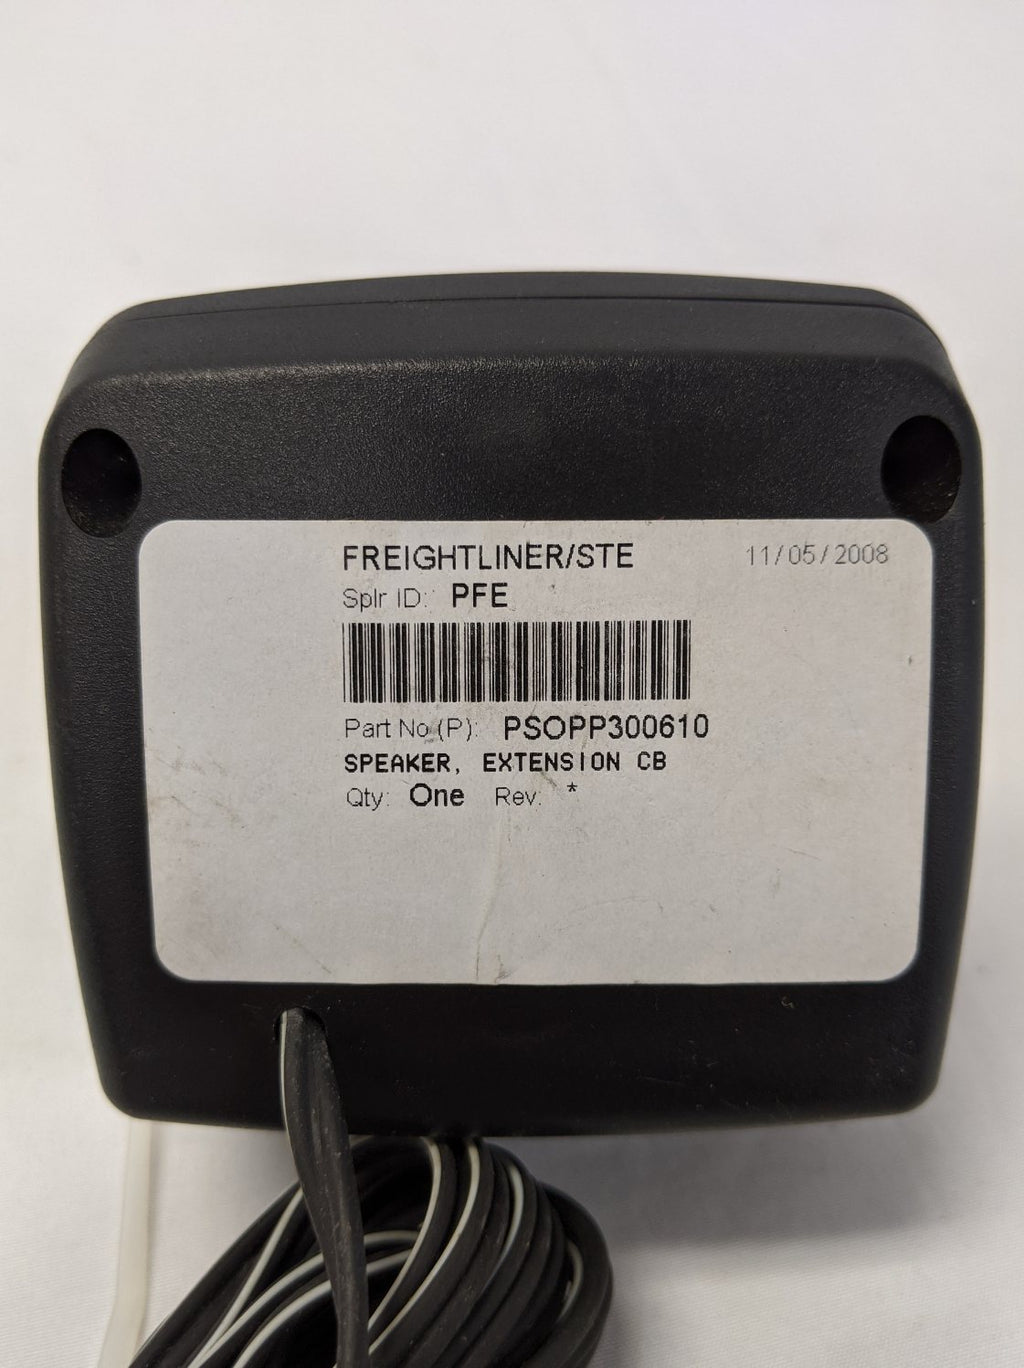 FREIGHTLINER/STE 11/05/2008
Splr ID: PFE
Part No (P): PSOPP300610
SPEAKER, EXTENSION CB
Qty: One Rev: *